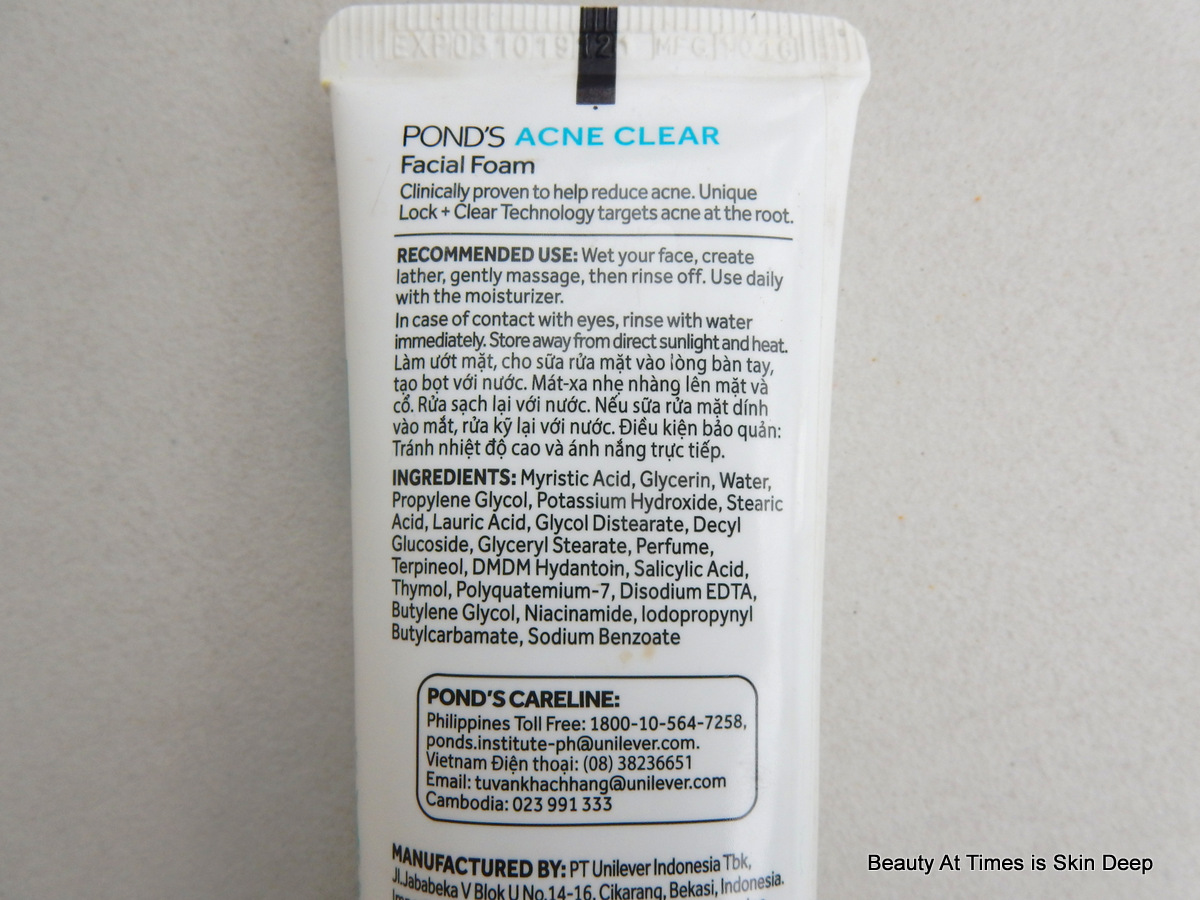 EXP031019 21 MFG
POND'S ACNE CLEAR
Facial Foam
Clinically proven to help reduce acne. Unique
Lock + Clear Technology targets acne at the root.
RECOMMENDED USE: Wet your face, create
lather, gently massage, then rinse off. Use daily
with the moisturizer.
In case of contact with eyes, rinse with water
immediately. Store away from direct sunlight and heat.
Làm ướt mặt, cho sữa rửa mặt vào lòng bàn tay,
tạo bọt với nước. Mát-xa nhẹ nhàng lên mặt và
cổ. Rửa sạch lại với nước. Nếu sữa rửa mặt dính
vào mắt, rửa kỹ lại với nước. Điều kiện bảo quản:
Tránh nhiệt độ cao và ánh nắng trực tiếp.
INGREDIENTS: Myristic Acid, Glycerin, Water,
Propylene Glycol, Potassium Hydroxide, Stearic
Acid, Lauric Acid, Glycol Distearate, Decyl
Glucoside, Glyceryl Stearate, Perfume,
Terpineol, DMDM Hydantoin, Salicylic Acid,
Thymol, Polyquatemium-7, Disodium EDTA,
Butylene Glycol, Niacinamide, Iodopropynyl
Butylcarbamate, Sodium Benzoate
POND'S CARELINE:
Philippines Toll Free: 1800-10-564-7258,
ponds.institute-ph@unilever.com.
Vietnam Điện thoại: (08) 38236651
Email: tuvankhachhang@unilever.com
Cambodia: 023 991 333
MANUFACTURED BY: PT Unilever Indonesia Tbk,
Jl.Jababeka V Blok U No.14-16, Cikarang, Bekasi, Indonesia.
Beauty At Times is Skin Deep